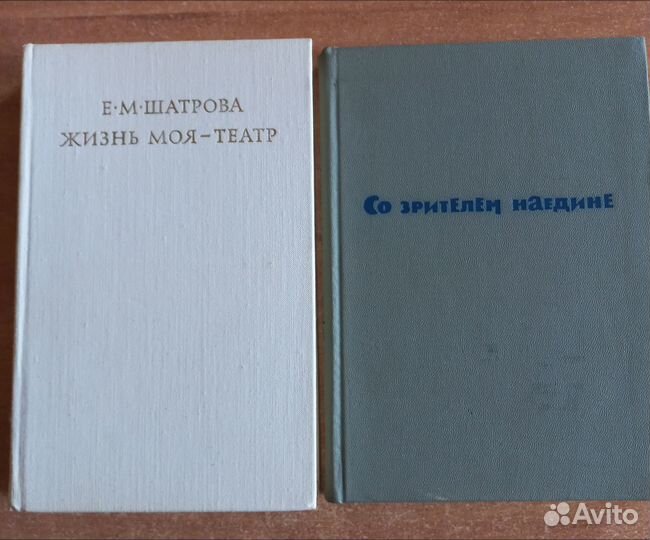 Е·М·ШАТРОВА
ЖИЗНЬ МОЯ–ТЕАТР
Со зрителем наедине
Avito